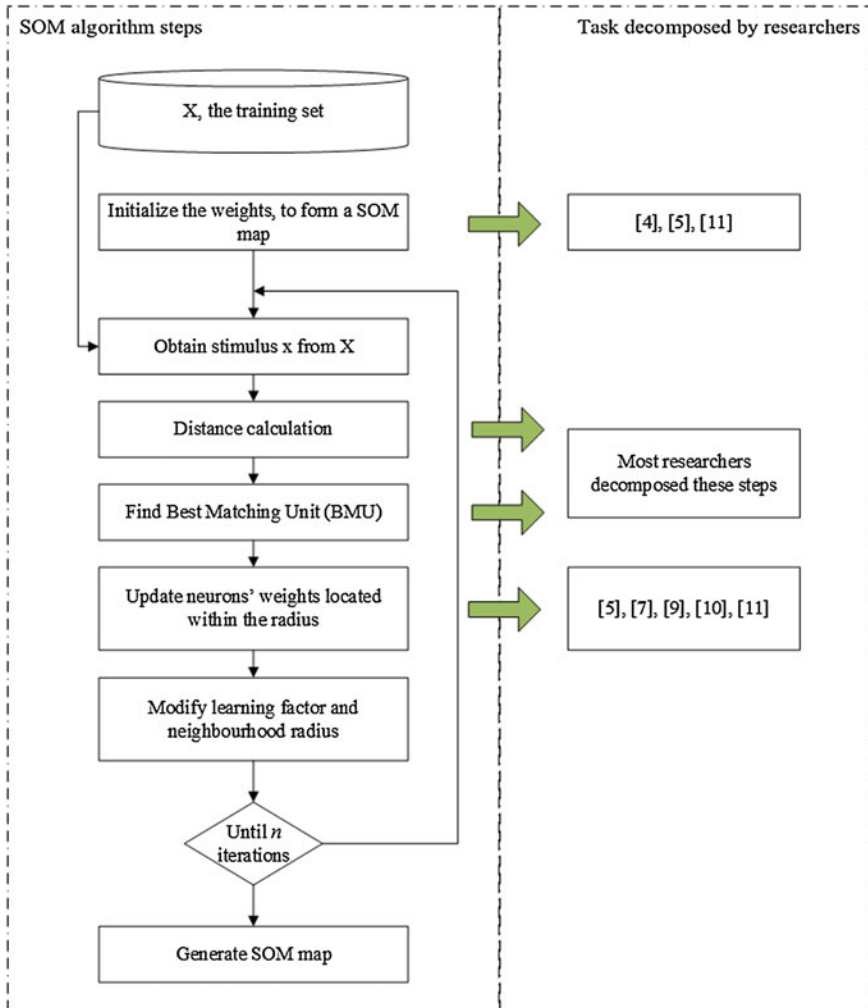 SOM algorithm steps
Task decomposed by researchers
X, the training set
Initialize the weights, to form a SOM
map
[4], [5], [11]
Obtain stimulus x from X
Distance calculation
Most researchers
decomposed these steps
Find Best Matching Unit (BMU)
Update neurons’ weights located
within the radius
[5], [7], [9], [10], [11]
Modify learning factor and
neighbourhood radius
Until n
iterations
Generate SOM map